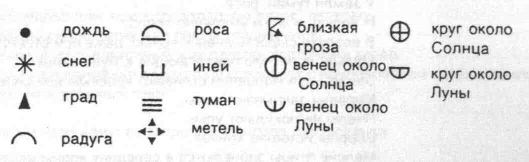 дождь
снег
град
радуга
роса
иней
туман
метель
близкая
гроза
венец около
Солнца
венец около
Луны
круг около
Солнца
круг около
Луны